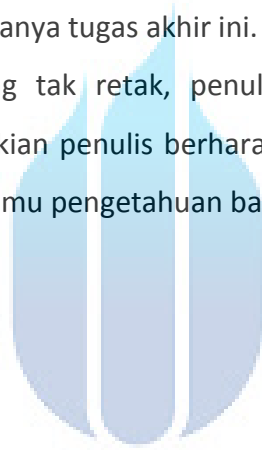 anya tugas akhir ini.
g tak retak, penul
kian penulis berhara
mu pengetahuan ba